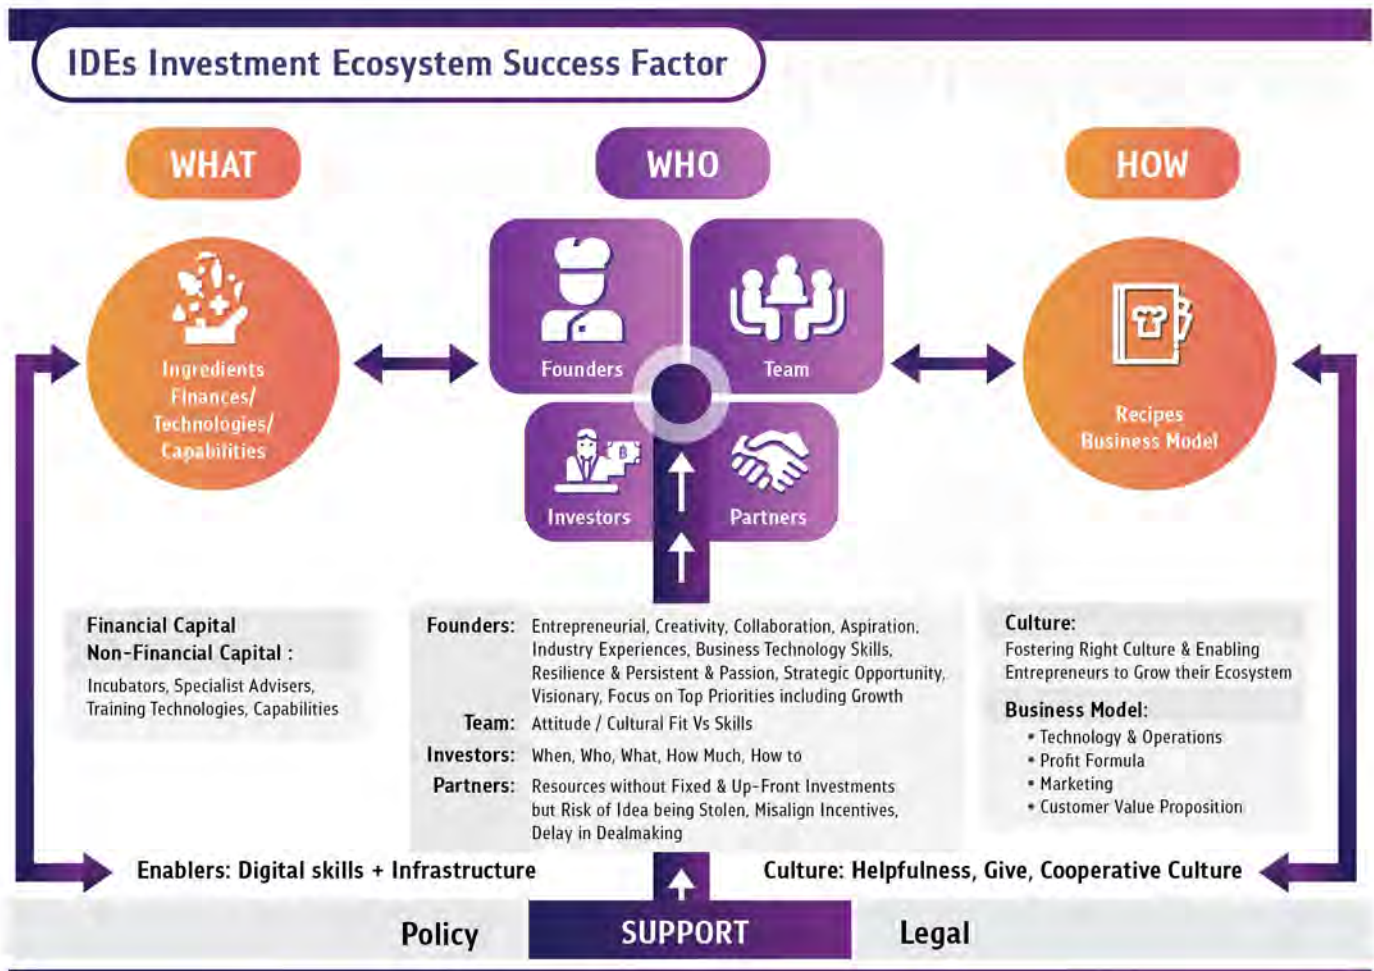 IDEs Investment Ecosystem Success Factor
WHAT
WHO
HOW
Ingredients
Finances/
Technologies/
Capabilities
Founders
Team
Investors
B
Partners
Recipes
Business Model
Financial Capital
Non-Financial Capital :
Incubators, Specialist Advisers,
Training Technologies, Capabilities
Founders: Entrepreneurial, Creativity, Collaboration, Aspiration,
Industry Experiences, Business Technology Skills,
Resilience & Persistent & Passion, Strategic Opportunity,
Visionary, Focus on Top Priorities including Growth
Team: Attitude / Cultural Fit Vs Skills
Investors: When, Who, What, How Much, How to
Partners: Resources without Fixed & Up-Front Investments
but Risk of Idea being Stolen, Misalign Incentives,
Delay in Dealmaking
Culture:
Fostering Right Culture & Enabling
Entrepreneurs to Grow their Ecosystem
Business Model:
• Technology & Operations
• Profit Formula
• Marketing
• Customer Value Proposition
Enablers: Digital skills + Infrastructure
Culture: Helpfulness, Give, Cooperative Culture
Policy
SUPPORT
Legal